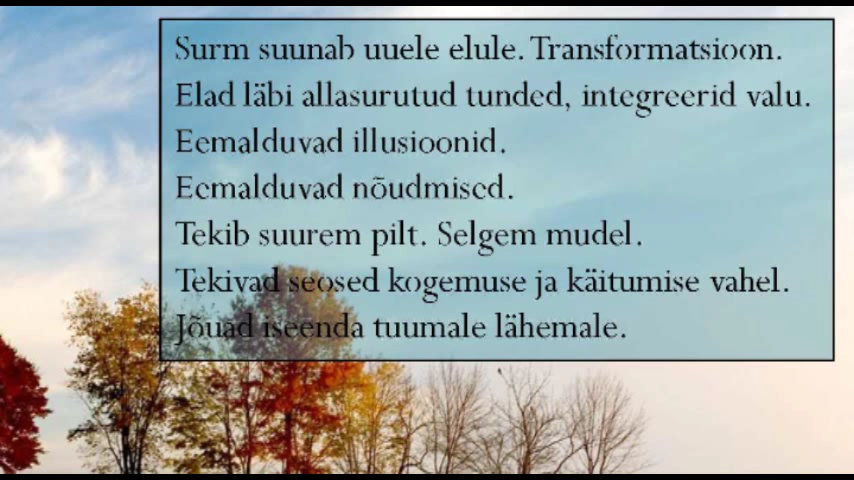 Surm suunab uuele elule. Transformatsioon.
Elad läbi allasurutud tunded, integreerid valu.
Eemalduvad illusioonid.
Eemalduvad nõudmised.
Tekib suurem pilt. Selgem mudel.
Tekivad seosed kogemuse ja käitumise vahel.
Jõuad iseenda tuumale lähemale.